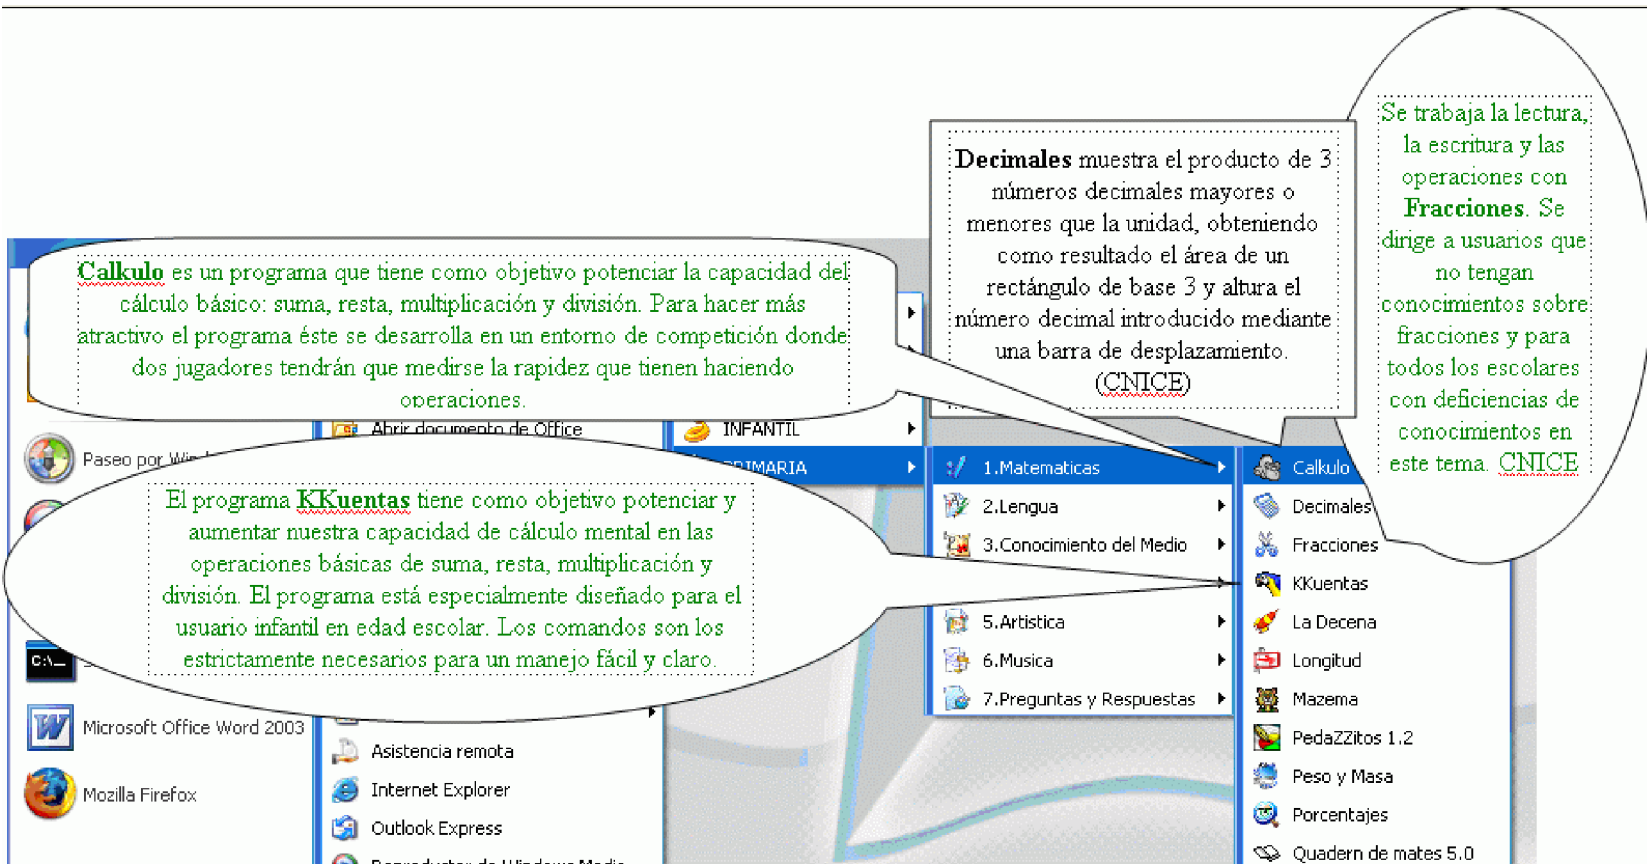 Se trabaja la lectura,
la escritura y las
operaciones con
Fracciones. Se
dirige a usuarios que
no tengan
conocimientos sobre
fracciones y para
todos los escolares
con deficiencias de
conocimientos en
este tema. CNICE
Decimales muestra el producto de 3
números decimales mayores o
menores que la unidad, obteniendo
como resultado el área de un
rectángulo de base 3 y altura el
número decimal introducido mediante
una barra de desplazamiento.
(CNICE)
Calkulo es un programa que tiene como objetivo potenciar la capacidad del
cálculo básico: suma, resta, multiplicación y división. Para hacer más
atractivo el programa éste se desarrolla en un entorno de competición donde
dos jugadores tendrán que medirse la rapidez que tienen haciendo
operaciones.
El programa KKuentas tiene como objetivo potenciar y
aumentar nuestra capacidad de cálculo mental en las
operaciones básicas de suma, resta, multiplicación y
división. El programa está especialmente diseñado para el
usuario infantil en edad escolar. Los comandos son los
estrictamente necesarios para un manejo fácil y claro.
Paseo por
C:\_
Microsoft Office Word 2003
Mozilla Firefox
Abrir documento de Office
Asistencia remota
Internet Explorer
Outlook Express
Reproductor de Windows Media
INFANTIL
PRIMARIA
1.Matematicas
2.Lengua
3.Conocimiento del Medio
5.Artistica
6.Musica
7.Preguntas y Respuestas
Calkulo
Decimales
Fracciones
KKuentas
La Decena
Longitud
Mazema
PedaZZitos 1.2
Peso y Masa
Porcentajes
Quadern de mates 5.0